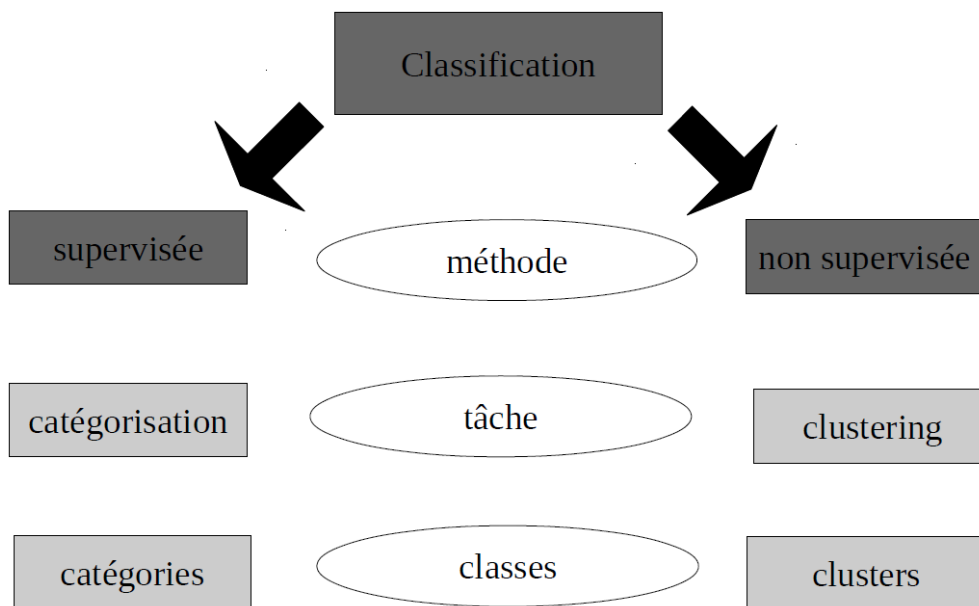 Classification
supervisée
méthode
non supervisée
catégorisation
tâche
clustering
catégories
classes
clusters